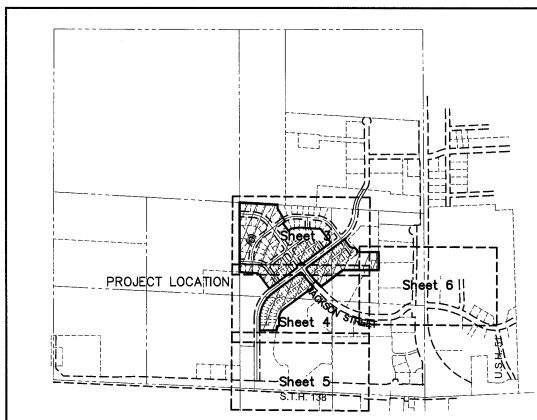 Sheet 3
PROJECT LOCATION
Sheet 6
JACKSON STREET
Sheet 4
U.S.H. 51
Sheet 5
S.T.H. 138